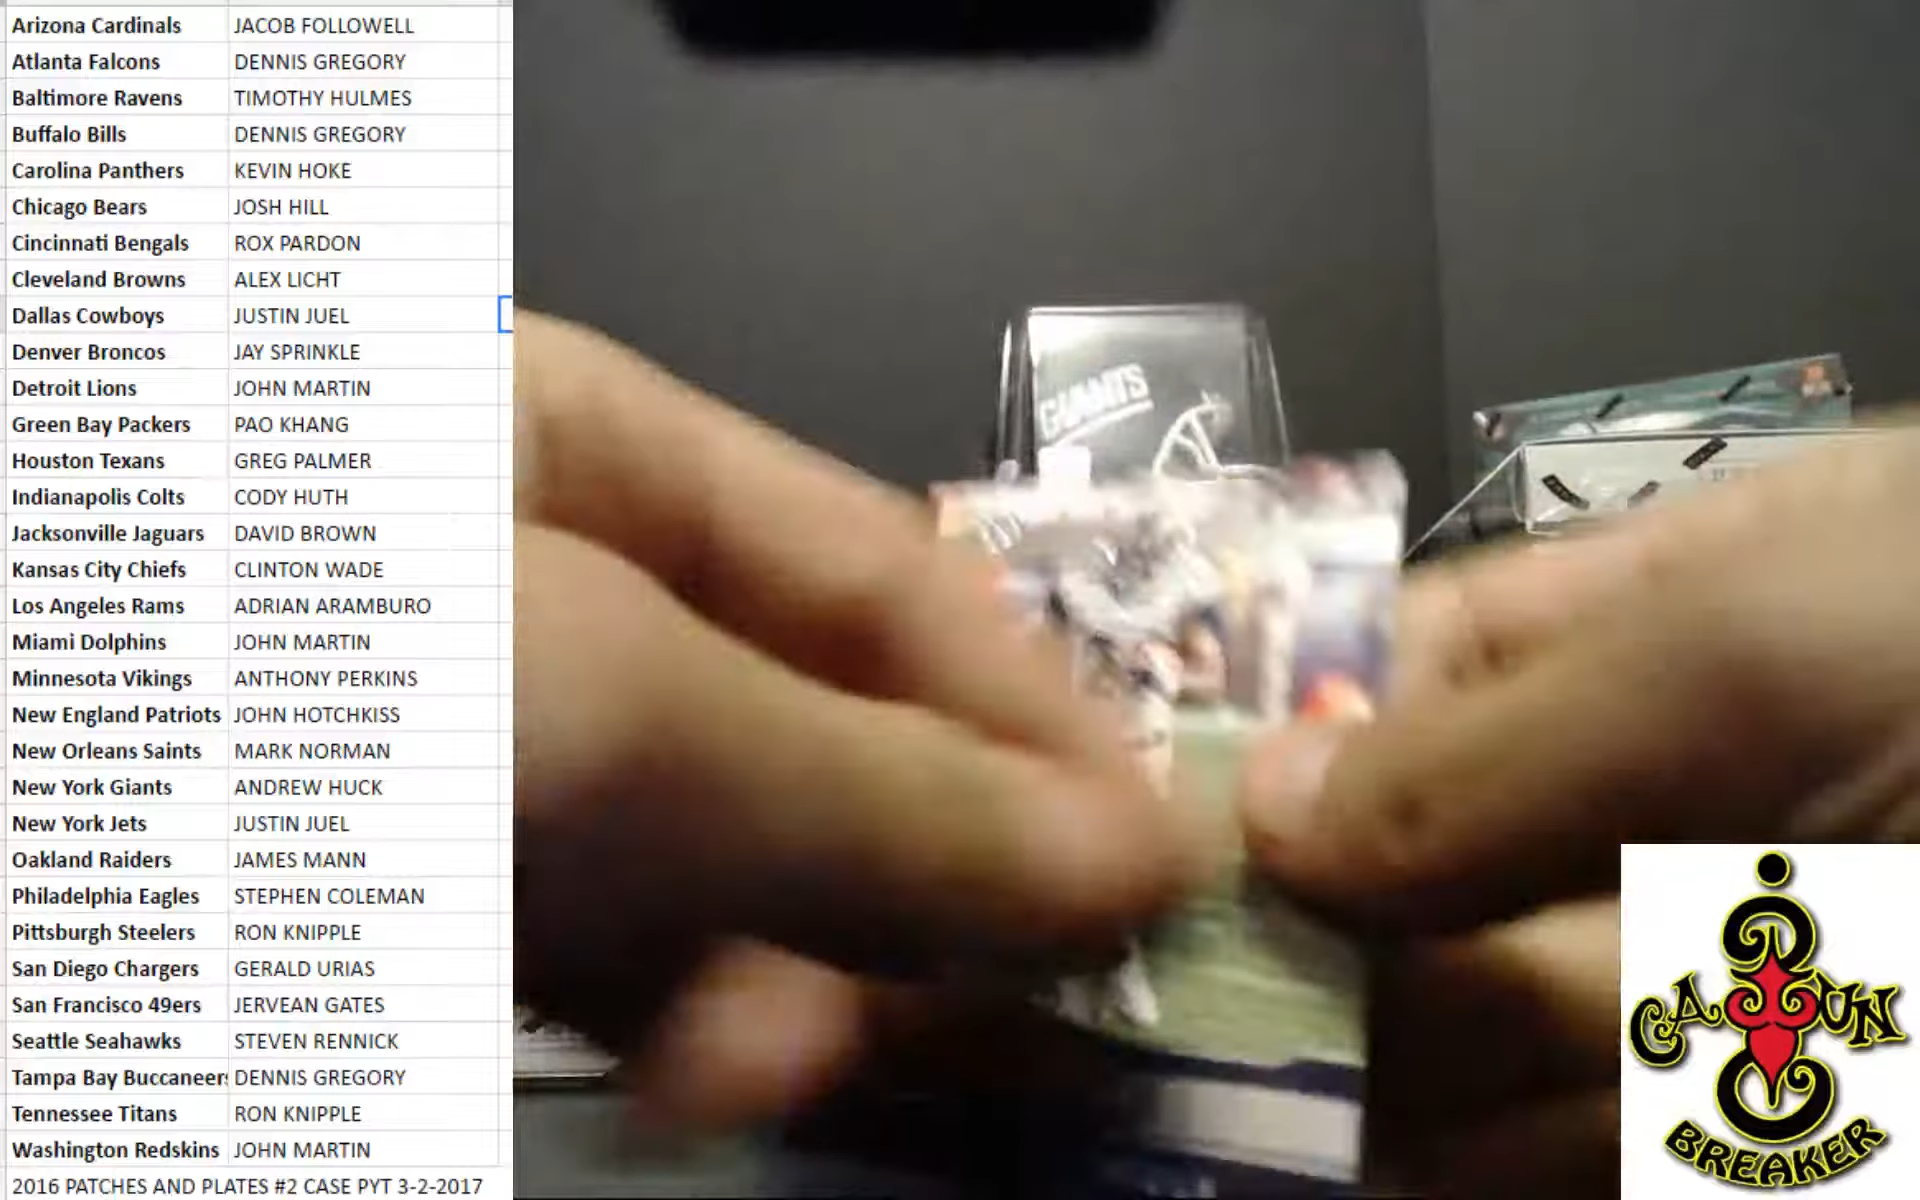 Arizona Cardinals JACOB FOLLOWELL
Atlanta Falcons DENNIS GREGORY
Baltimore Ravens TIMOTHY HULMES
Buffalo Bills DENNIS GREGORY
Carolina Panthers KEVIN HOKE
Chicago Bears JOSH HILL
Cincinnati Bengals ROX PARDON
Cleveland Browns ALEX LICHT
Dallas Cowboys JUSTIN JUEL
Denver Broncos JAY SPRINKLE
Detroit Lions JOHN MARTIN
Green Bay Packers PAO KHANG
Houston Texans GREG PALMER
Indianapolis Colts CODY HUTH
Jacksonville Jaguars DAVID BROWN
Kansas City Chiefs CLINTON WADE
Los Angeles Rams ADRIAN ARAMBURO
Miami Dolphins JOHN MARTIN
Minnesota Vikings ANTHONY PERKINS
New England Patriots JOHN HOTCHKISS
New Orleans Saints MARK NORMAN
New York Giants ANDREW HUCK
New York Jets JUSTIN JUEL
Oakland Raiders JAMES MANN
Philadelphia Eagles STEPHEN COLEMAN
Pittsburgh Steelers RON KNIPPLE
San Diego Chargers GERALD URIAS
San Francisco 49ers JERVEAN GATES
Seattle Seahawks STEVEN RENNICK
Tampa Bay Buccaneers DENNIS GREGORY
Tennessee Titans RON KNIPPLE
Washington Redskins JOHN MARTIN
2016 PATCHES AND PLATES #2 CASE PYT 3-2-2017
GIANTS
CAJUN
BREAKER